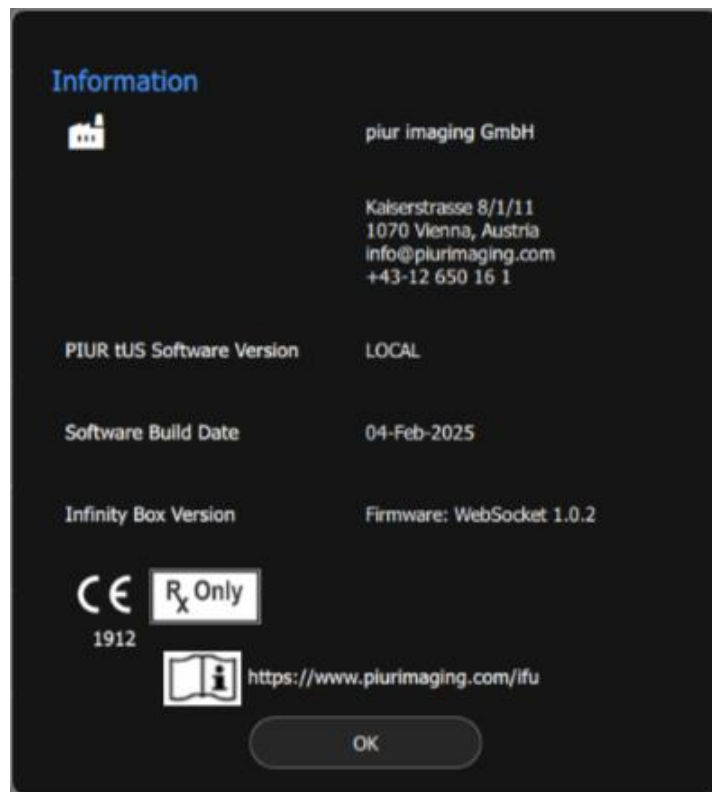 Information
piur imaging GmbH
Kaiserstrasse 8/1/11
1070 Vienna, Austria
info@piurimaging.com
+43-12 650 16 1
PIUR tUS Software Version LOCAL
Software Build Date 04-Feb-2025
Infinity Box Version Firmware: WebSocket 1.0.2
CE Rx Only
1912
i https://www.piurimaging.com/ifu
OK